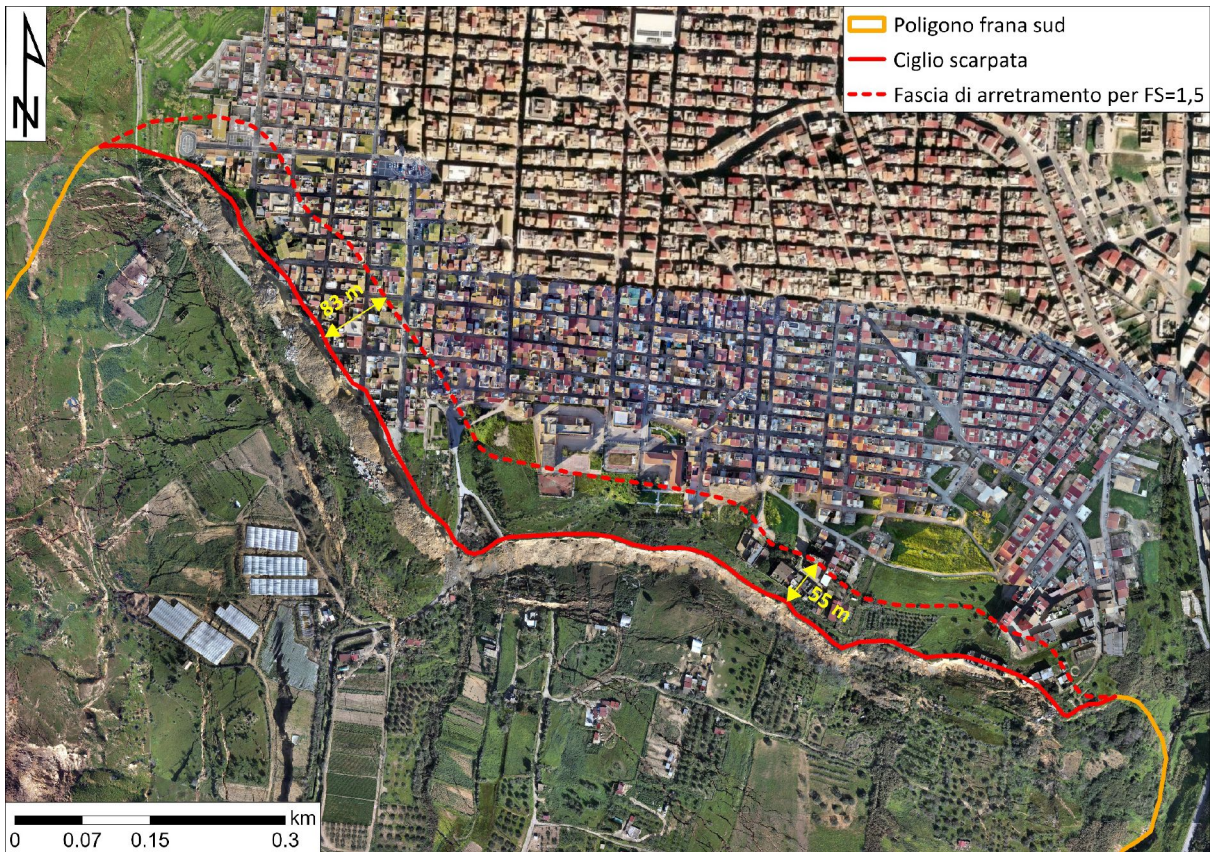 N
Poligono frana sud
Ciglio scarpata
Fascia di arretramento per FS=1,5
83 m
55 m
km
0 0.07 0.15 0.3